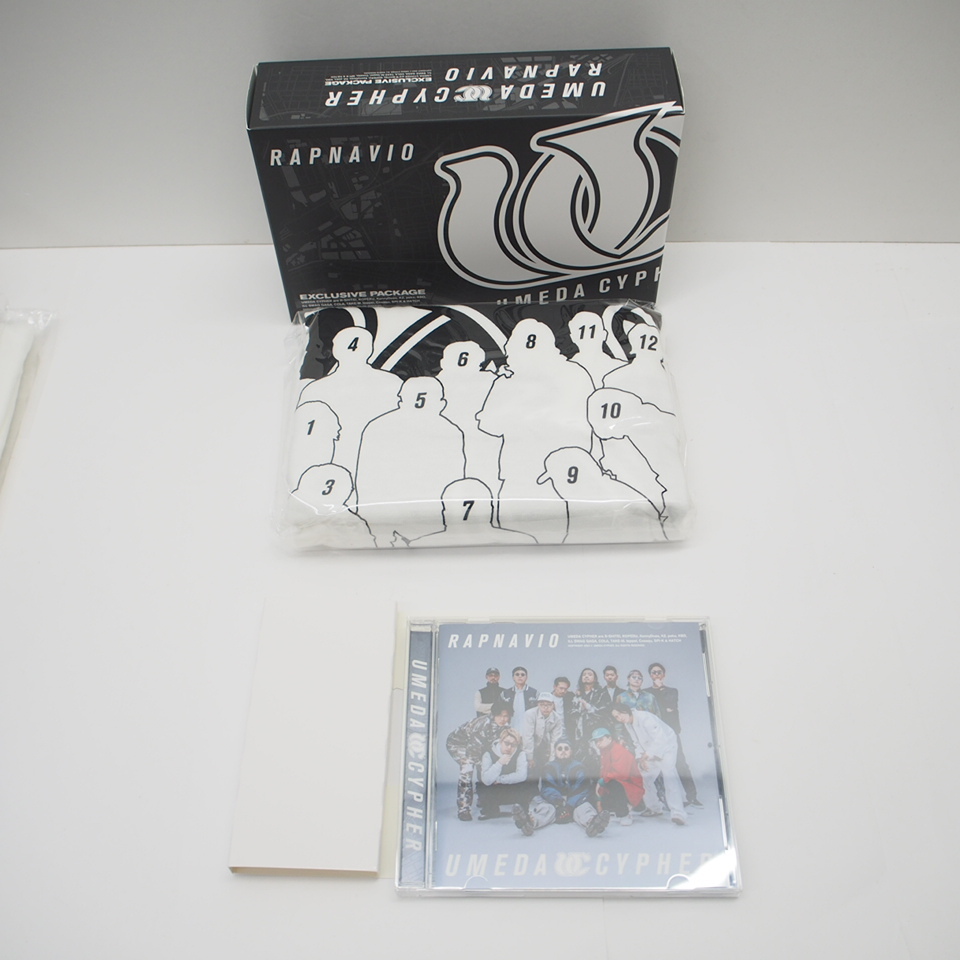 UMEDA CYPHER
RAPNAVIO
EXCLUSIVE PACKAGE
RAPNAVIO
UMEDA CYPH
EXCLUSIVE PACKAGE
4
6
8
11
12
5
1
10
3
7
9
RAPNAVIO
UMEDA CYPHER
UMEDA CYPHER